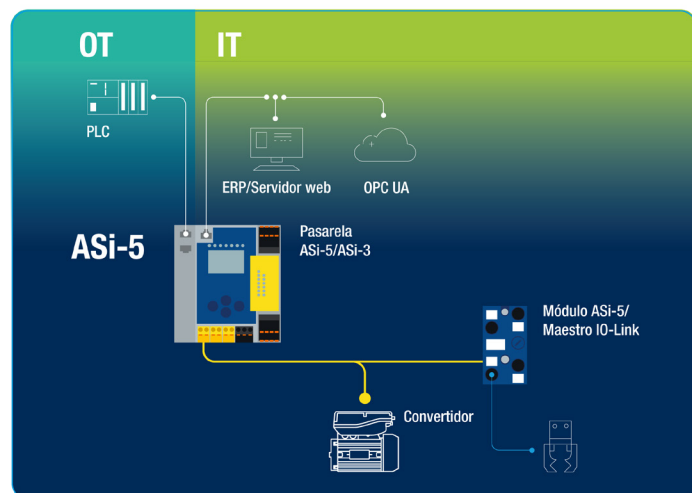 OT
IT
PLC
ERP/Servidor web
OPC UA
ASi-5
Pasarela
ASi-5/ASi-3
Módulo ASi-5/
Maestro IO-Link
Convertidor